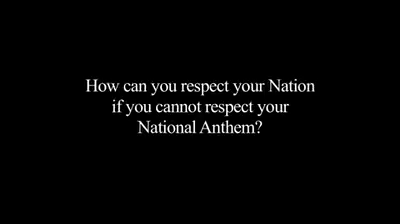 How can you respect your Nation
if you cannot respect your
National Anthem?